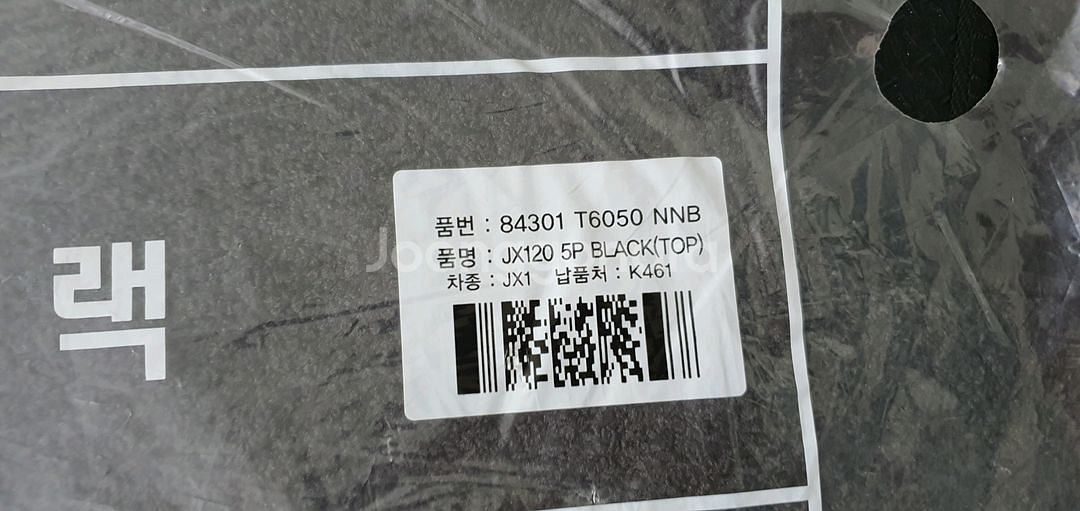 랙
품번 : 84301 T6050 NNB
품명 : JX120 5P BLACK(TOP)
차종 : JX1 납품처 : K461